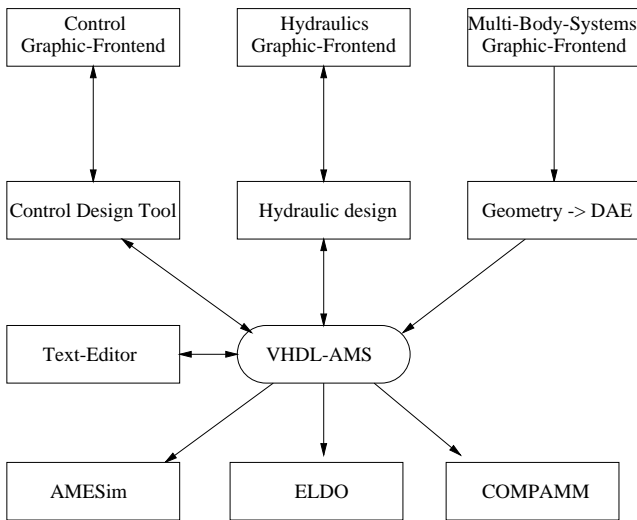 Control
Graphic-Frontend
Hydraulics
Graphic-Frontend
Multi-Body-Systems
Graphic-Frontend
Control Design Tool
Hydraulic design
Geometry -> DAE
Text-Editor
VHDL-AMS
AMESim
ELDO
COMPAMM